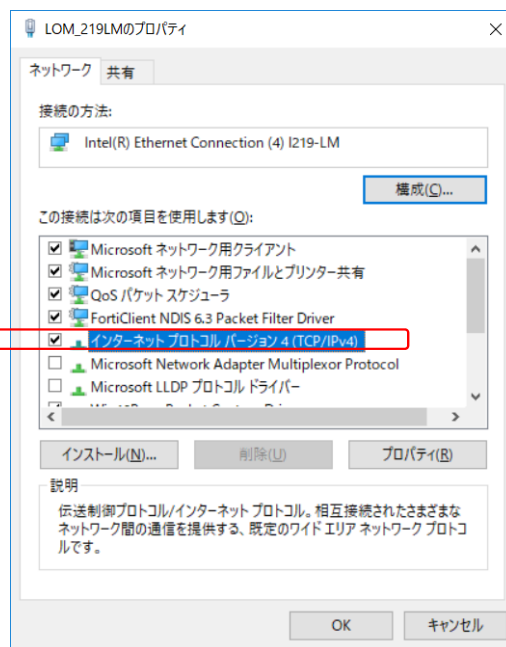 LOM_219LMのプロパティ
ネットワーク 共有
接続の方法:
Intel(R) Ethernet Connection (4) I219-LM
構成(C)...
この接続は次の項目を使用します(O):
Microsoft ネットワーク用クライアント
Microsoft ネットワーク用ファイルとプリンター共有
QoS パケット スケジューラ
FortiClient NDIS 6.3 Packet Filter Driver
インターネット プロトコル バージョン 4 (TCP/IPv4)
Microsoft Network Adapter Multiplexor Protocol
Microsoft LLDP プロトコル ドライバー
インストール(N)... 削除(U) プロパティ(R)
説明
伝送制御プロトコル/インターネット プロトコル。相互接続されたさまざまな
ネットワーク間の通信を提供する、既定のワイド エリア ネットワーク プロトコ
ルです。
OK キャンセル